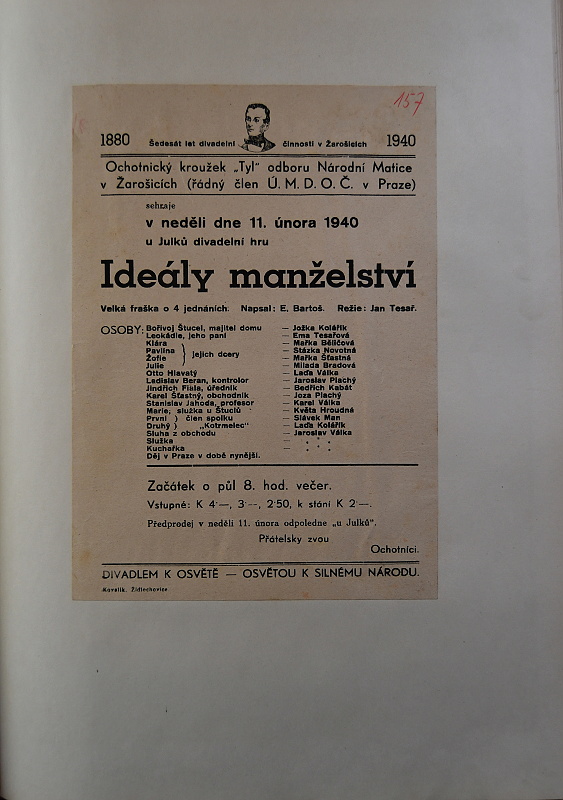 157
1880 Šedesát let divadelní činnosti v Žarošicích 1940
Ochotnický kroužek „Tyl" odboru Národní Matice
v Žarošicích (řádný člen Ú. M. D. O. Č. v Praze)
sehraje
v neděli dne 11. února 1940
u Julků divadelní hru
Ideály manželství
Velká fraška o 4 jednáních. Napsal: E. Bartoš. Režie: Jan Tesař.
OSOBY: Bořivoj Štucel, majitel domu — Jožka Kolářík
Leokádie, jeho paní — Ema Tesařová
Klára — Mařka Běličová
Pavlína } jejich dcery — Stázka Novotná
Žofie — Mařka Šťastná
Julie — Milada Bradová
Otto Hlavatý — Laďa Válka
Ladislav Beran, kontrolor — Jaroslav Plachý
Jindřich Fiala, úředník — Bedřich Kabát
Karel Šťastný, obchodník — Joza Plachý
Stanislav Jahoda, profesor — Karel Válka
Marie, služka u Štuclů — Květa Hroudná
První ) člen spolku — Slávek Man
Druhý ) „Kotrmelec" — Laďa Kolářík
Sluha z obchodu — Jaroslav Válka
Služka — . . .
Kuchařka — . . .
Děj v Praze v době nynější.
Začátek o půl 8. hod. večer.
Vstupné: K 4·—, 3·—, 2·50, k stání K 2·—.
Předprodej v neděli 11. února odpoledne „u Julků".
Přátelsky zvou
Ochotníci.
DIVADLEM K OSVĚTĚ — OSVĚTOU K SILNÉMU NÁRODU.
Kovalík, Židlochovice